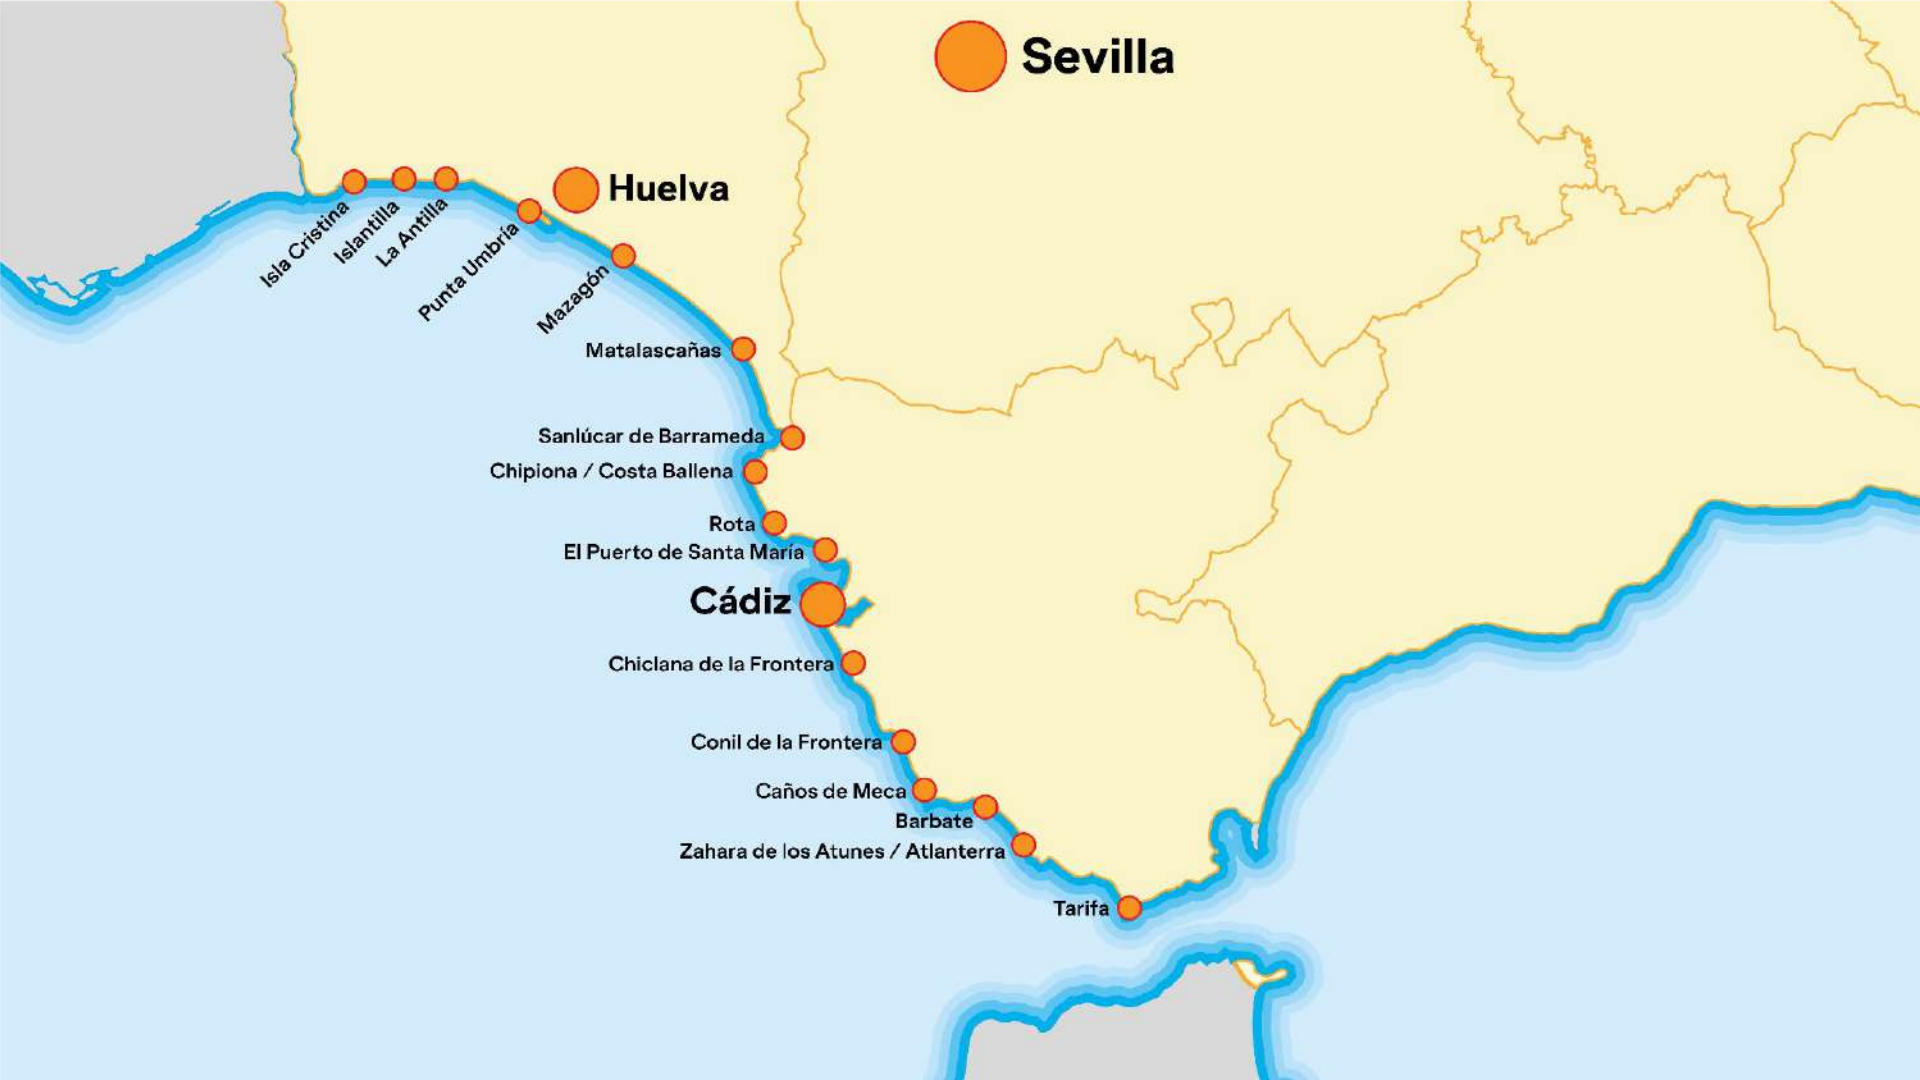 Sevilla
Huelva
Isla Cristina
Islantilla
La Antilla
Punta Umbría
Mazagón
Matalascañas
Sanlúcar de Barrameda
Chipiona / Costa Ballena
Rota
El Puerto de Santa María
Cádiz
Chiclana de la Frontera
Conil de la Frontera
Caños de Meca
Barbate
Zahara de los Atunes / Atlanterra
Tarifa